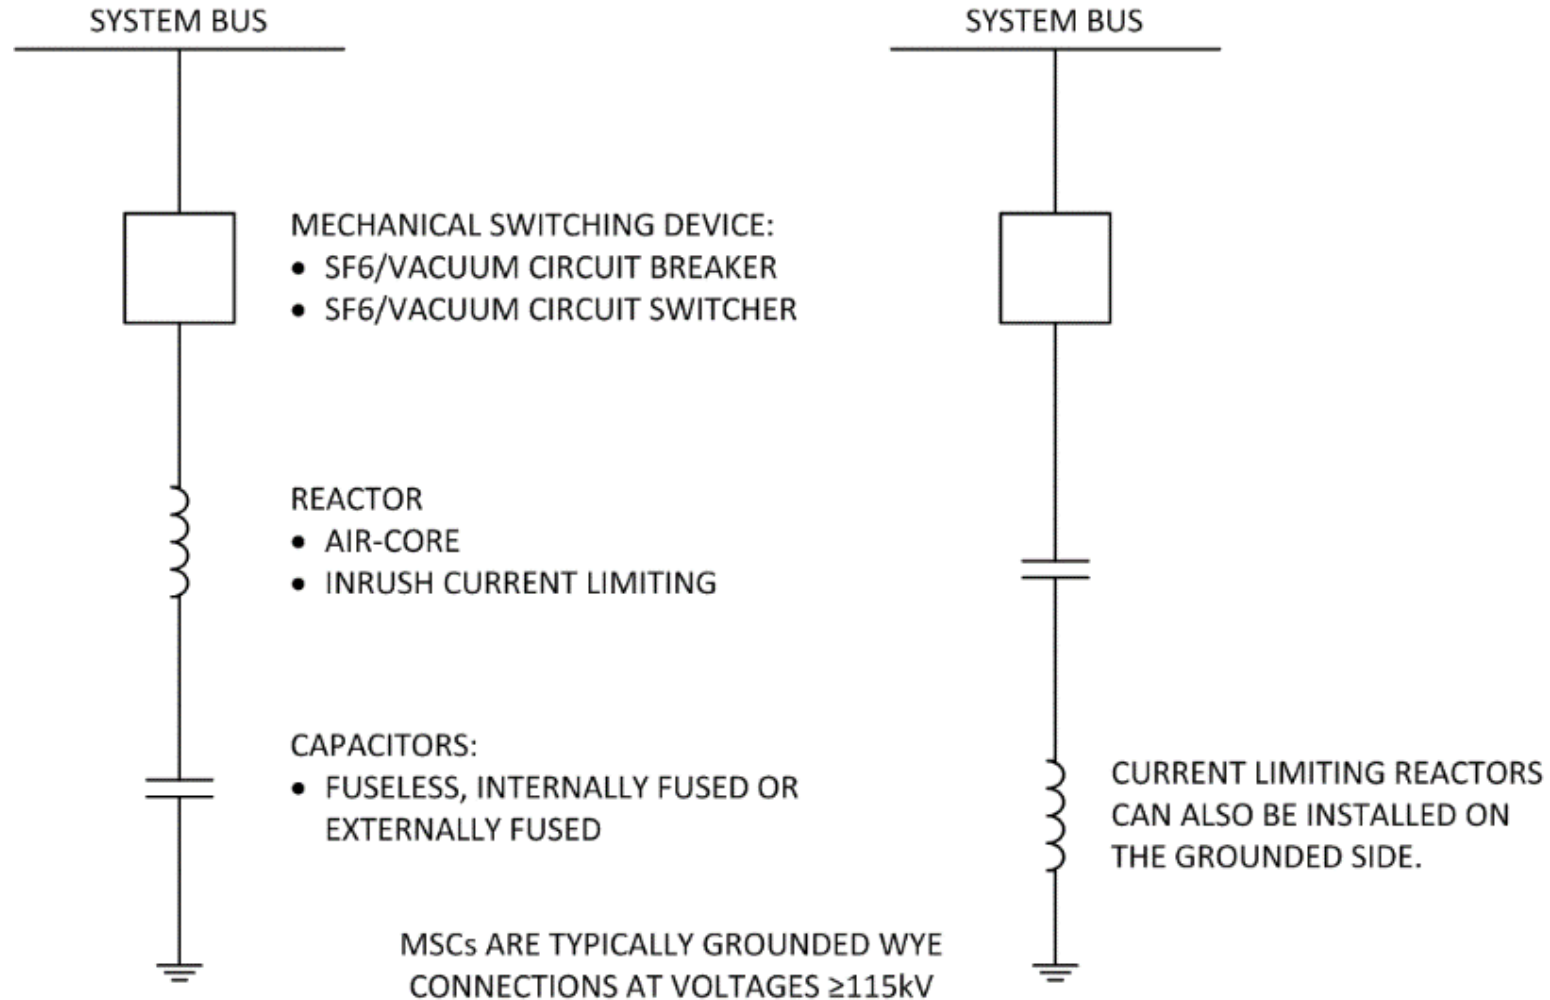 SYSTEM BUS
MECHANICAL SWITCHING DEVICE:
• SF6/VACUUM CIRCUIT BREAKER
• SF6/VACUUM CIRCUIT SWITCHER
REACTOR
• AIR-CORE
• INRUSH CURRENT LIMITING
CAPACITORS:
• FUSELESS, INTERNALLY FUSED OR
EXTERNALLY FUSED
SYSTEM BUS
CURRENT LIMITING REACTORS
CAN ALSO BE INSTALLED ON
THE GROUNDED SIDE.
MSCs ARE TYPICALLY GROUNDED WYE
CONNECTIONS AT VOLTAGES ≥115kV